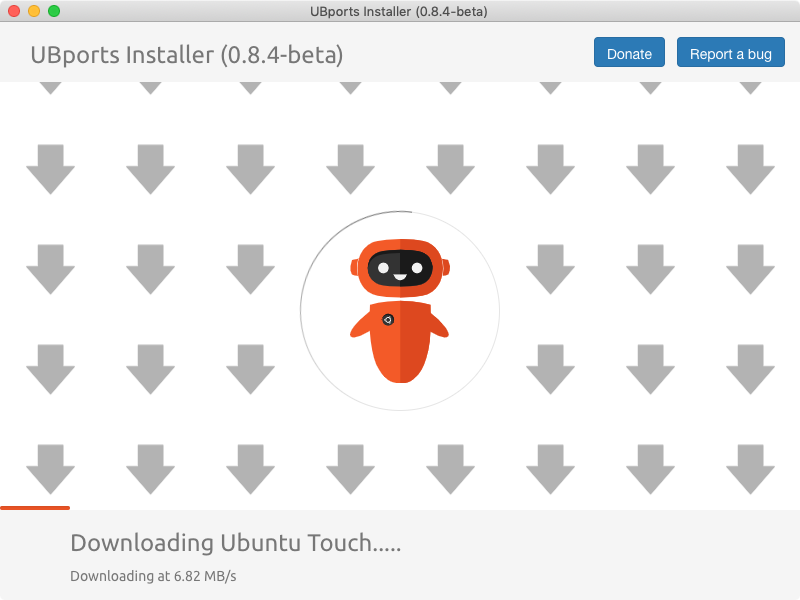 UBports Installer (0.8.4-beta)
UBports Installer (0.8.4-beta)
Donate
Report a bug
Downloading Ubuntu Touch.....
Downloading at 6.82 MB/s